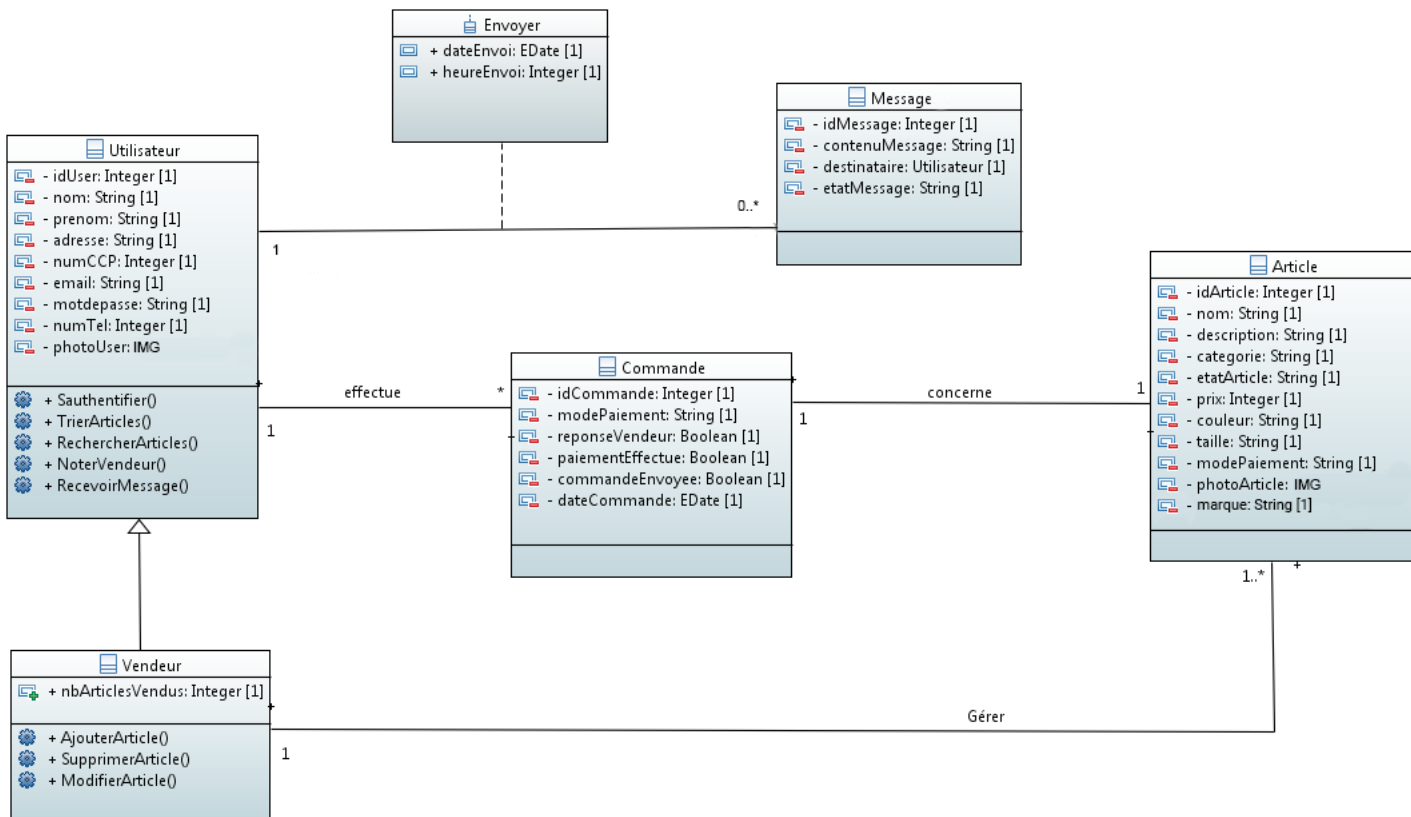 Envoyer
+ dateEnvoi: EDate [1]
+ heureEnvoi: Integer [1]
Message
- idMessage: Integer [1]
- contenuMessage: String [1]
- destinataire: Utilisateur [1]
- etatMessage: String [1]
Utilisateur
- idUser: Integer [1]
- nom: String [1]
- prenom: String [1]
- adresse: String [1]
- numCCP: Integer [1]
- email: String [1]
- motdepasse: String [1]
- numTel: Integer [1]
- photoUser: IMG
+ Sauthentifier()
+ TrierArticles()
+ RechercherArticles()
+ NoterVendeur()
+ RecevoirMessage()
1
0..*
effectue
1
*
Commande
- idCommande: Integer [1]
- modePaiement: String [1]
- reponseVendeur: Boolean [1]
- paiementEffectue: Boolean [1]
- commandeEnvoyee: Boolean [1]
- dateCommande: EDate [1]
concerne
1
1
Article
- idArticle: Integer [1]
- nom: String [1]
- description: String [1]
- categorie: String [1]
- etatArticle: String [1]
- prix: Integer [1]
- couleur: String [1]
- taille: String [1]
- modePaiement: String [1]
- photoArticle: IMG
- marque: String [1]
1..*
Vendeur
+ nbArticlesVendus: Integer [1]
+ AjouterArticle()
+ SupprimerArticle()
+ ModifierArticle()
Gérer
1